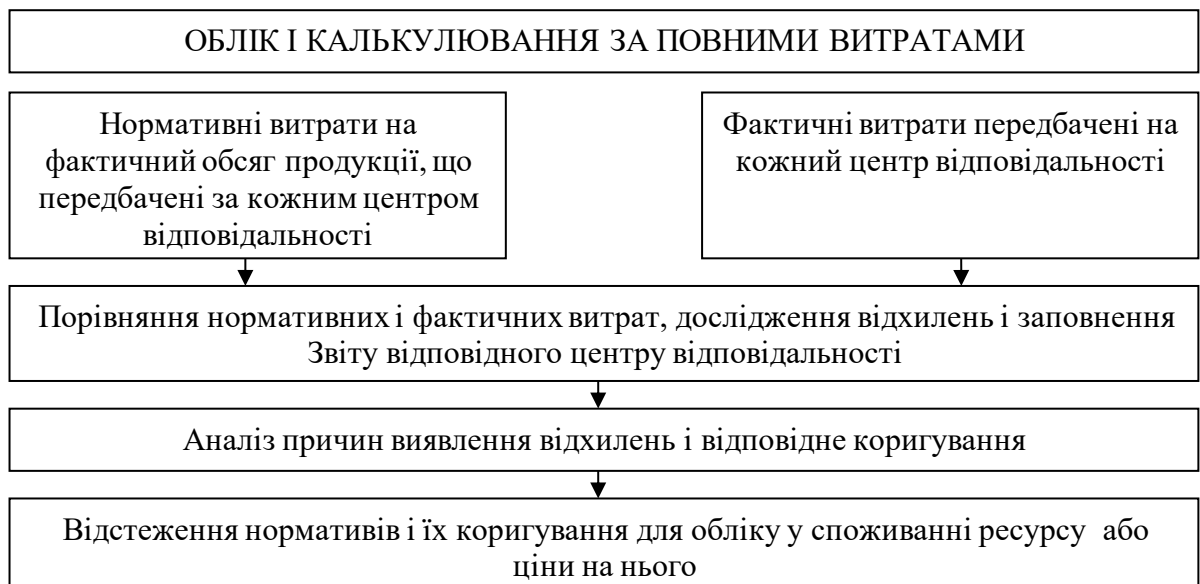 ОБЛІК І КАЛЬКУЛЮВАННЯ ЗА ПОВНИМИ ВИТРАТАМИ
Нормативні витрати на
фактичний обсяг продукції, що
передбачені за кожним центром
відповідальності
Фактичні витрати передбачені на
кожний центр відповідальності
Порівняння нормативних і фактичних витрат, дослідження відхилень і заповнення
Звіту відповідного центру відповідальності
Аналіз причин виявлення відхилень і відповідне коригування
Відстеження нормативів і їх коригування для обліку у споживанні ресурсу або
ціни на нього